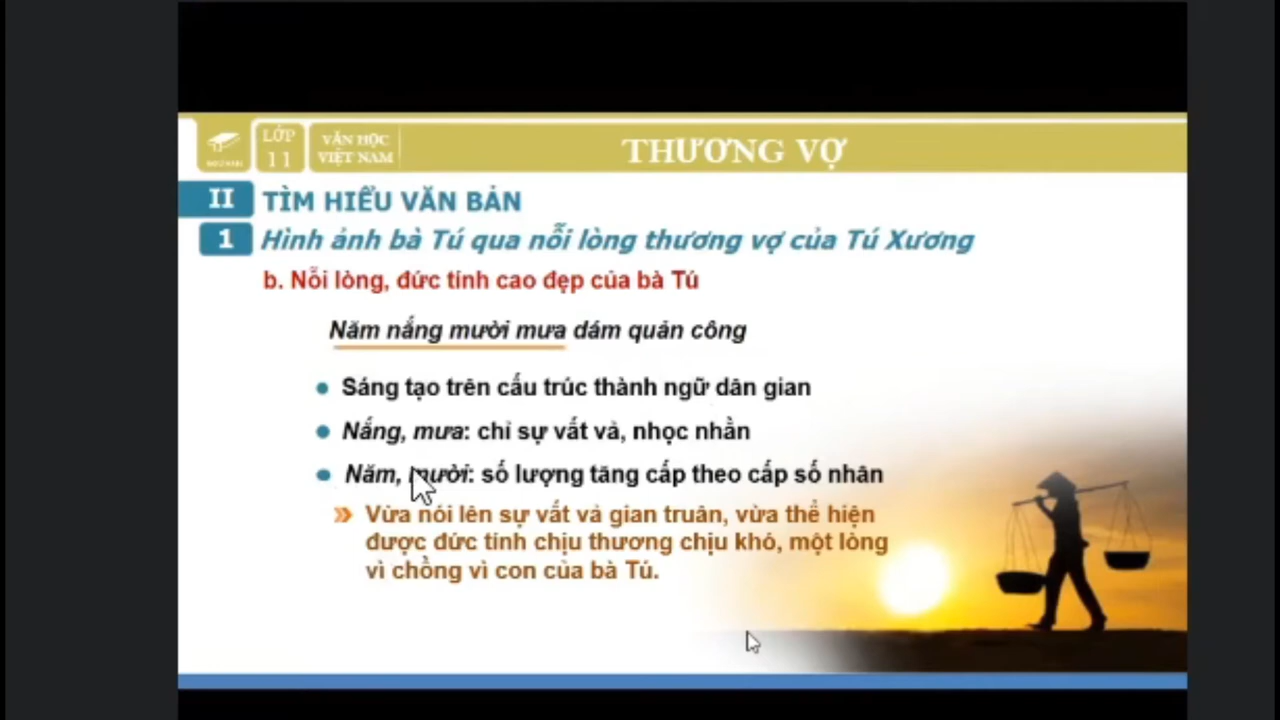 LỚP
11
VĂN HỌC
VIỆT NAM
THƯƠNG VỢ
II
TÌM HIỂU VĂN BẢN
1
Hình ảnh bà Tú qua nỗi lòng thương vợ của Tú Xương
b. Nỗi lòng, đức tính cao đẹp của bà Tú
Năm nắng mười mưa dám quản công
Sáng tạo trên cấu trúc thành ngữ dân gian
Nắng, mưa: chỉ sự vất vả, nhọc nhằn
Năm, mười: số lượng tăng cấp theo cấp số nhân
Vừa nói lên sự vất vả gian truân, vừa thể hiện
được đức tính chịu thương chịu khó, một lòng
vì chồng vì con của bà Tú.